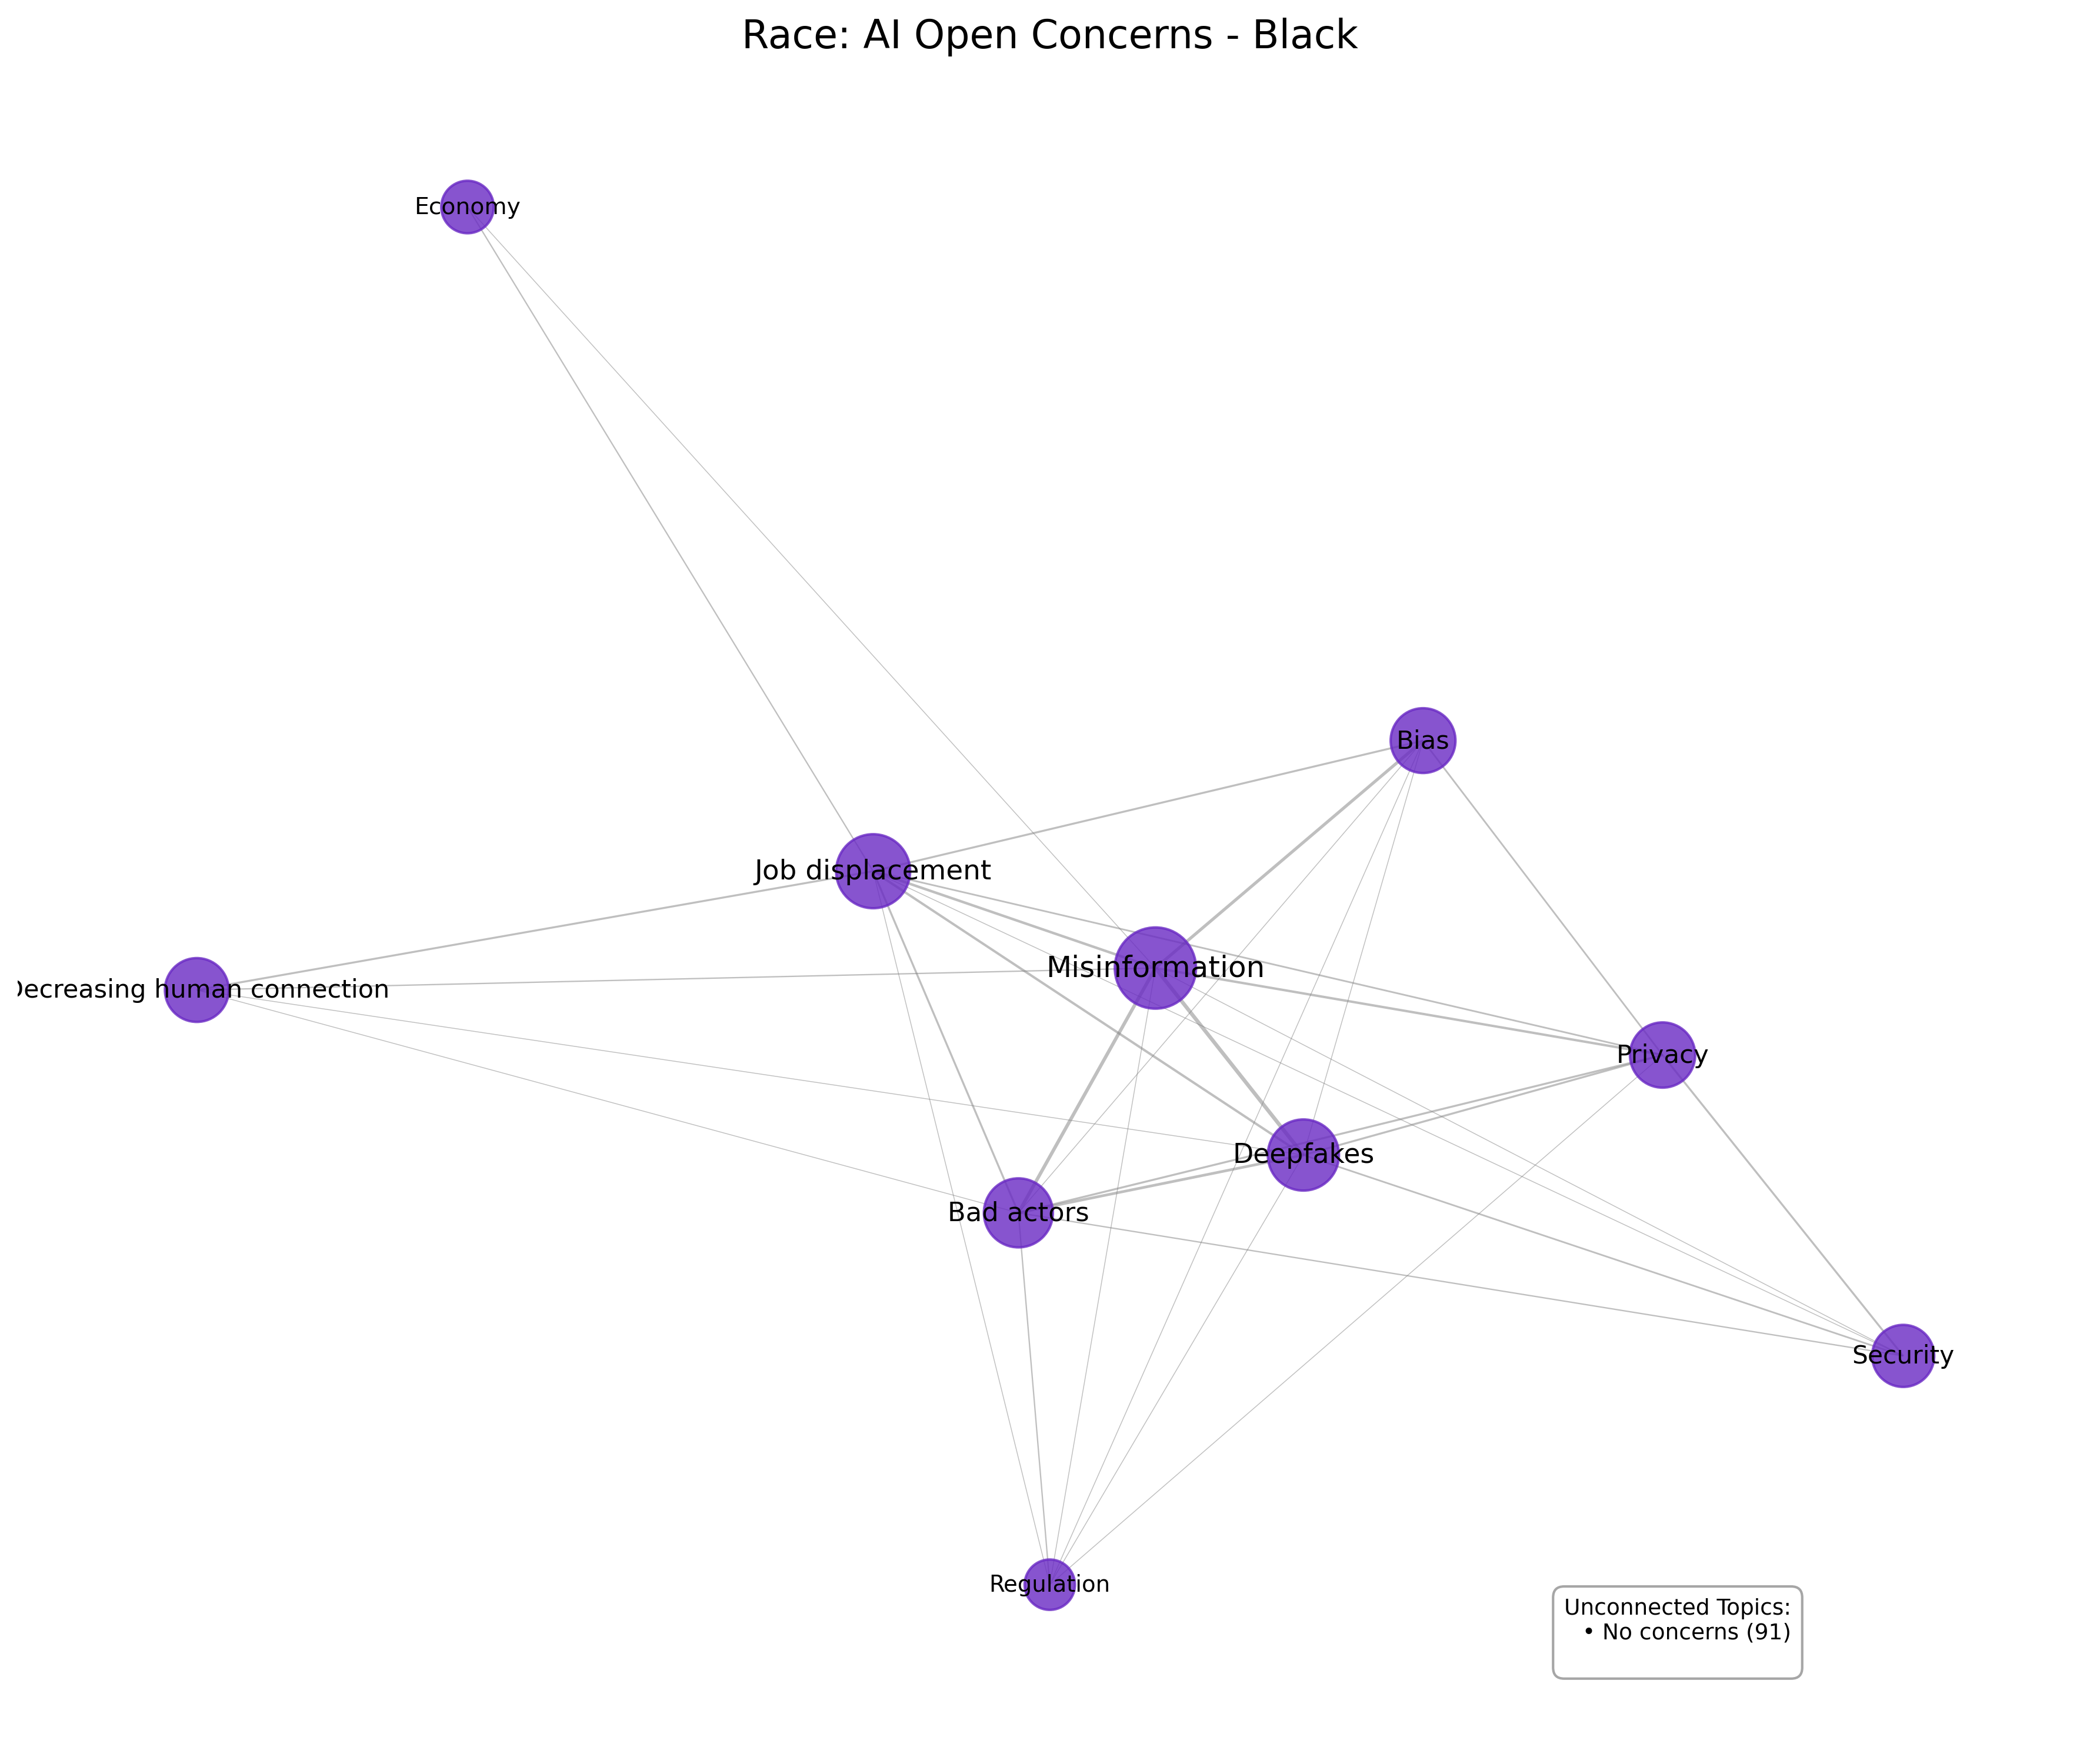 Race: AI Open Concerns - Black
Economy
Bias
Job displacement
Misinformation
Decreasing human connection
Privacy
Deepfakes
Bad actors
Security
Regulation
Unconnected Topics:
• No concerns (91)